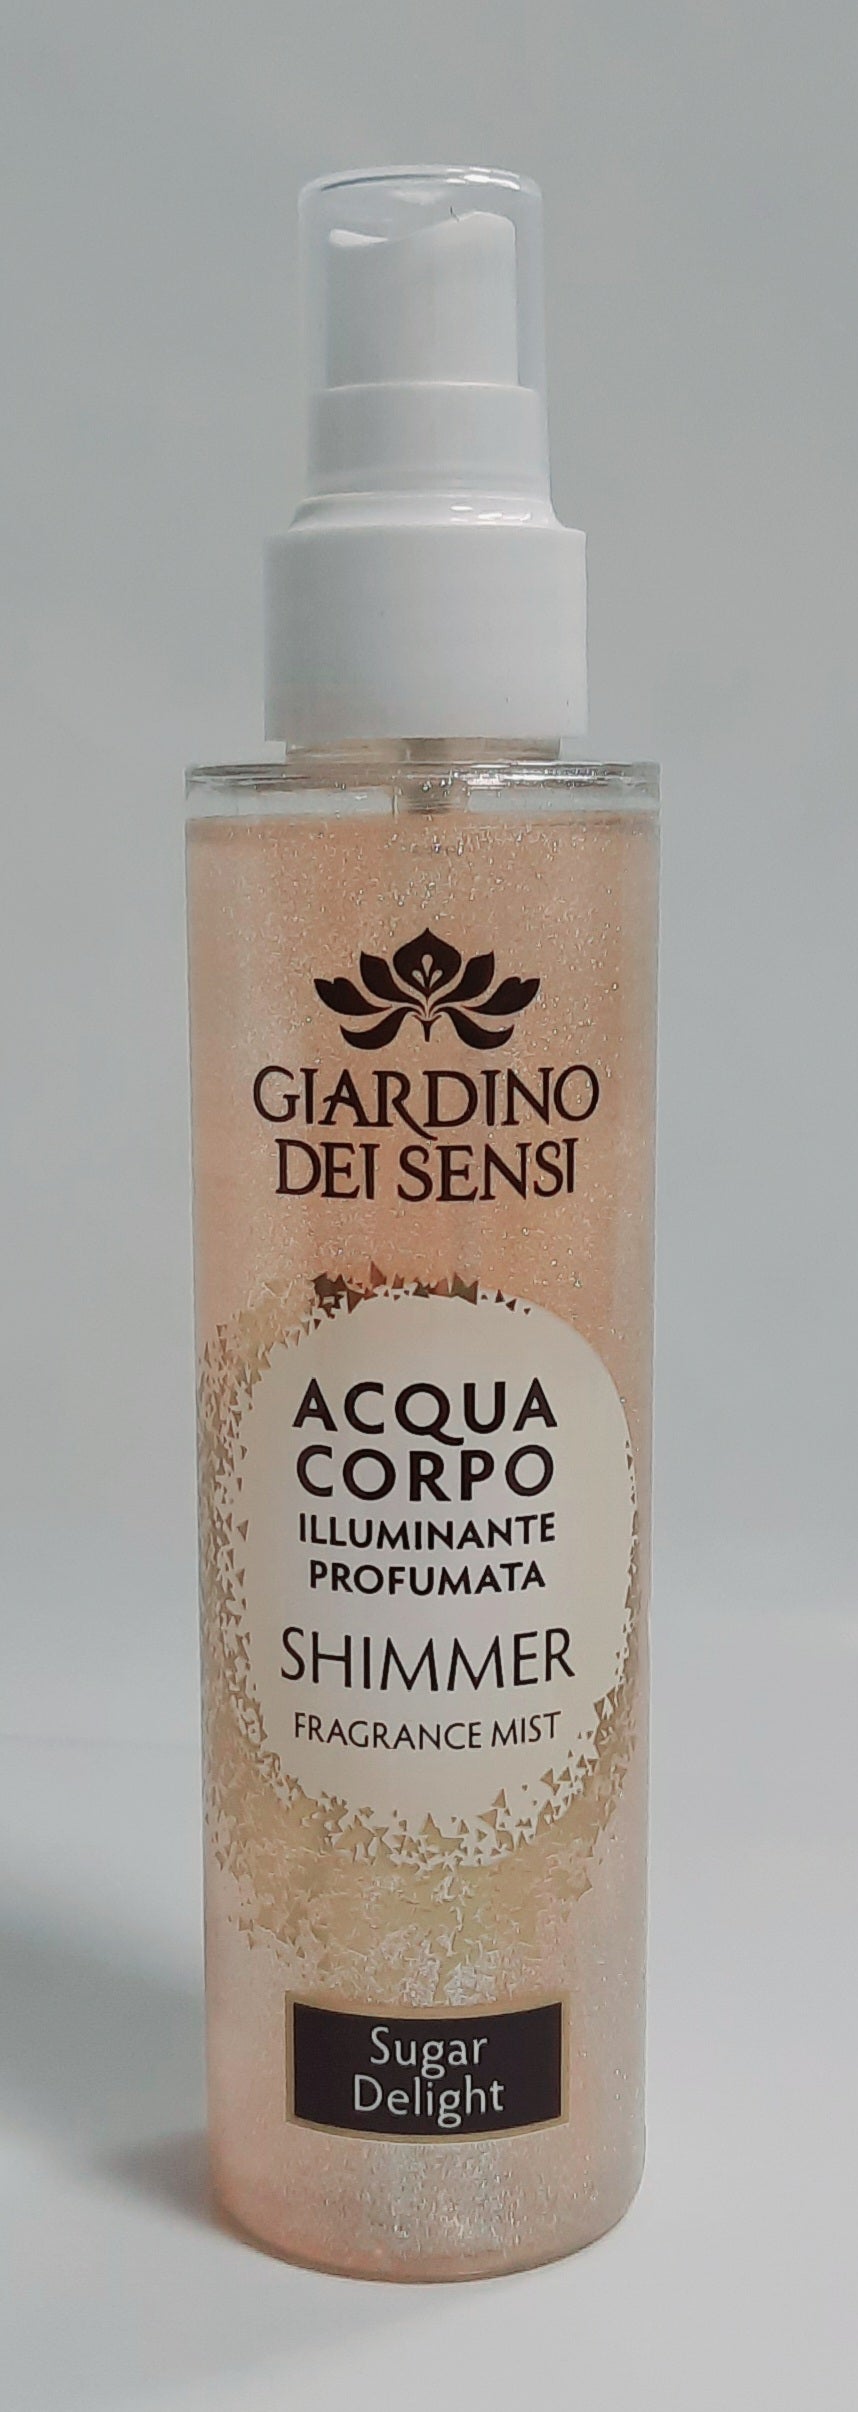 GIARDINO
DEI SENSI
ACQUA
CORPO
ILLUMINANTE
PROFUMATA
SHIMMER
FRAGRANCE MIST
Sugar
Delight